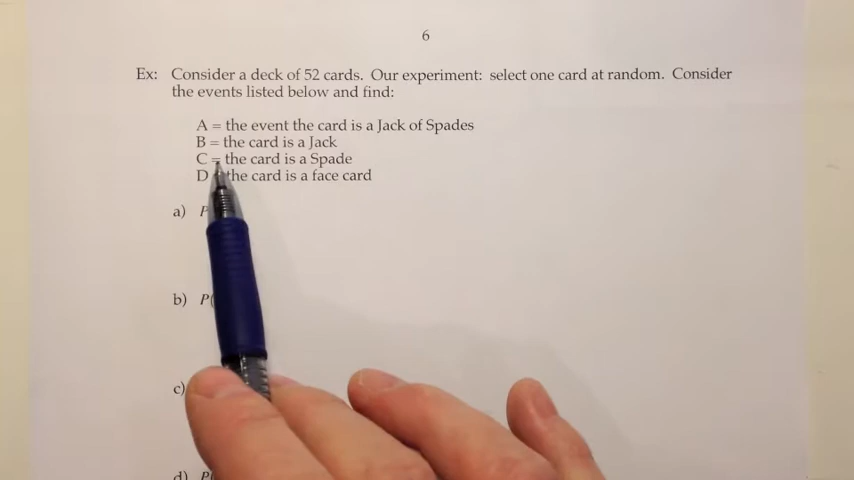 6
Ex: Consider a deck of 52 cards. Our experiment: select one card at random. Consider
the events listed below and find:
A = the event the card is a Jack of Spades
B = the card is a Jack
C = the card is a Spade
D the card is a face card
a) P
b) P(
c)
d) P(